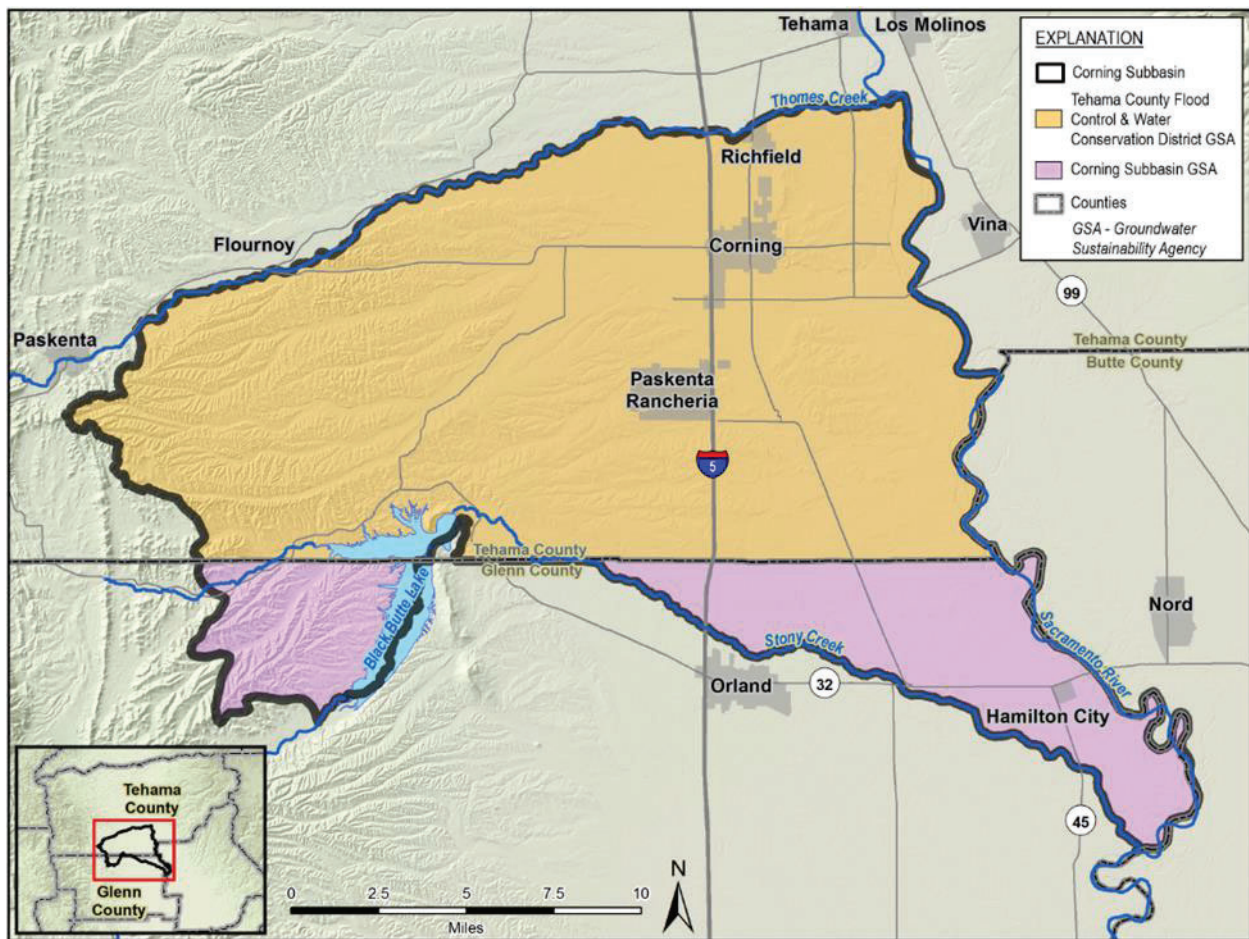 Tehama
Los Molinos
EXPLANATION
Corning Subbasin
Tehama County Flood
Control & Water
Conservation District GSA
Corning Subbasin GSA
Counties
GSA - Groundwater
Sustainability Agency
Thomes Creek
Richfield
Vina
Flournoy
Corning
99
Paskenta
Tehama County
Butte County
Paskenta
Rancheria
5
Tehama County
Glenn County
Black Butte Lake
Nord
Stony Creek
Sacramento River
Orland
32
Hamilton City
45
Tehama
County
Glenn
County
N
0 2.5 5 7.5 10
Miles